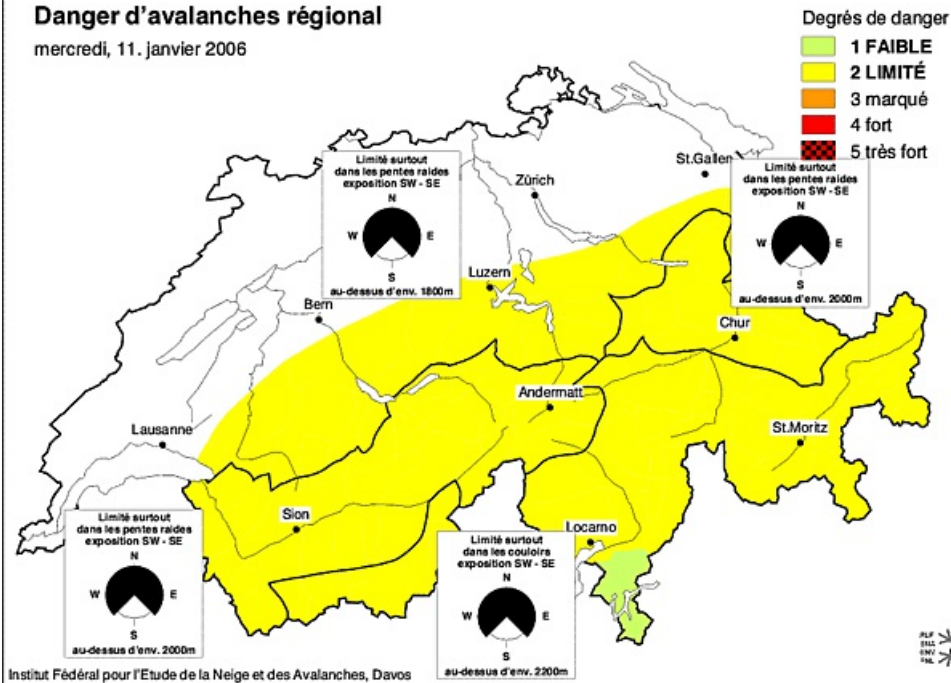 Danger d'avalanches régional
mercredi, 11. janvier 2006
Degrés de danger
1 FAIBLE
2 LIMITÉ
3 marqué
4 fort
5 très fort
Limité surtout
dans les pentes raides
exposition SW - SE
N
W E
S
au-dessus d'env. 1800m
Zürich
St.Gallen
Limité surtout
dans les pentes raides
exposition SW - SE
N
W E
S
au-dessus d'env. 2000m
Luzern
Bern
Chur
Andermatt
Lausanne
St.Moritz
Sion
Locarno
Limité surtout
dans les pentes raides
exposition SW - SE
N
W E
S
au-dessus d'env. 2000m
Limité surtout
dans les couloirs
exposition SW - SE
N
W E
S
au-dessus d'env. 2200m
Institut Fédéral pour l'Etude de la Neige et des Avalanches, Davos